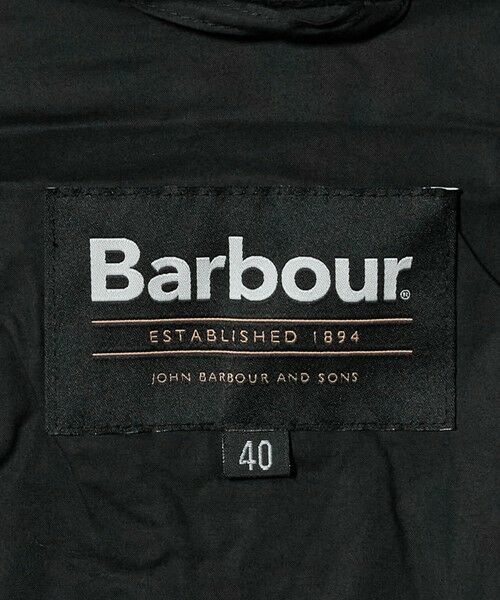 Barbour®
ESTABLISHED 1894
JOHN BARBOUR AND SONS
40